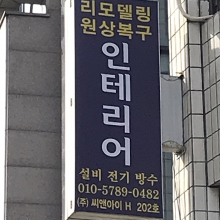 리모델링
원상복구
인테리어
설비 전기 방수
010-5789-0482
(주) 씨앤아이 H 202호